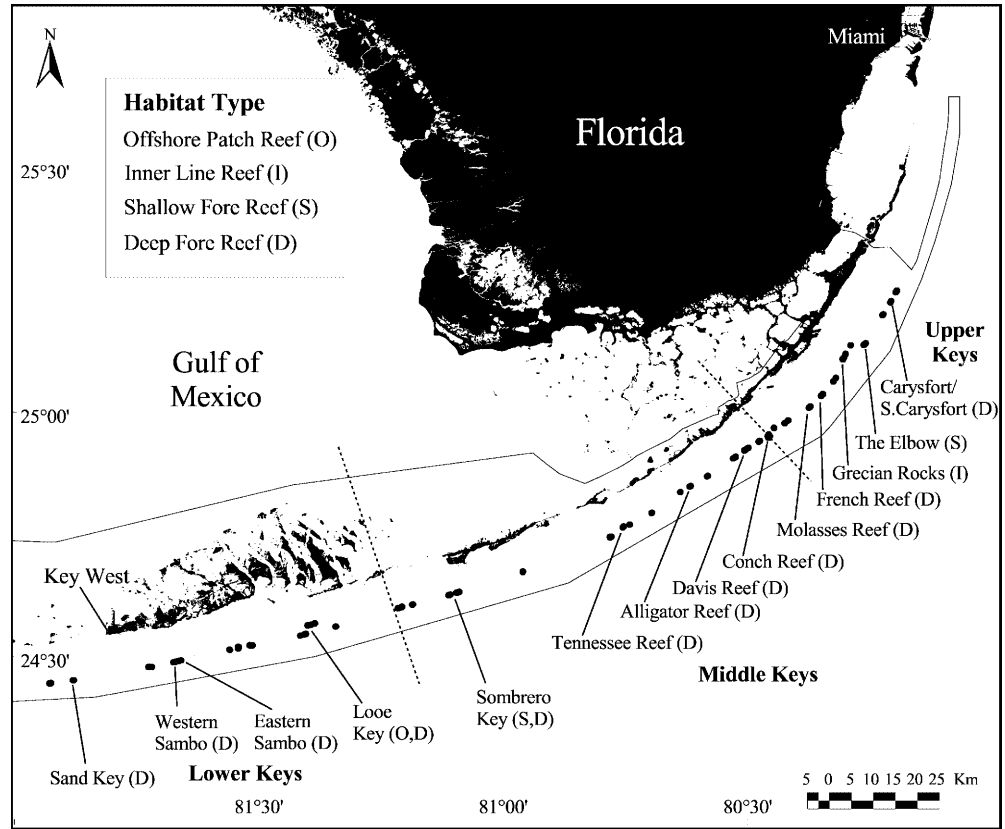 N
Miami
Habitat Type
Offshore Patch Reef (O)
Inner Line Reef (I)
Shallow Fore Reef (S)
Deep Fore Reef (D)
Florida
25°30'
Gulf of
Mexico
Upper
Keys
Carysfort/
S.Carysfort (D)
25°00'
The Elbow (S)
Grecian Rocks (I)
French Reef (D)
Molasses Reef (D)
Conch Reef (D)
Key West
Davis Reef (D)
Alligator Reef (D)
Tennessee Reef (D)
24°30'
Middle Keys
Sombrero
Key (S,D)
Looe
Key (O,D)
Western
Sambo (D)
Eastern
Sambo (D)
Sand Key (D)
Lower Keys
5 0 5 10 15 20 25 Km
81°30'
81°00'
80°30'